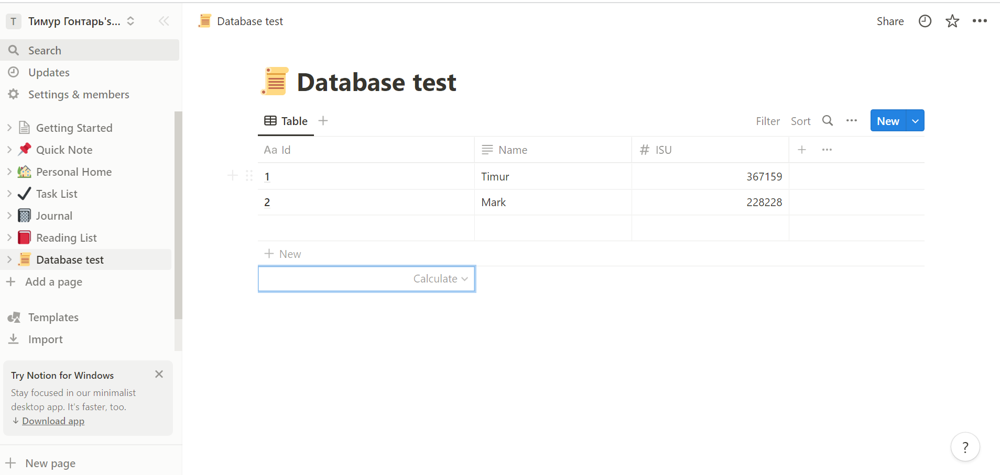 T Тимур Гонтарь's...
Search
Updates
Settings & members
Getting Started
Quick Note
Personal Home
Task List
Journal
Reading List
Database test
Add a page
Templates
Import
Try Notion for Windows
Stay focused in our minimalist
desktop app. It's faster, too.
↓ Download app
New page
Database test
Share
Database test
Table
Filter Sort New
Aa Id Name # ISU
1 Timur 367159
2 Mark 228228
New
Calculate
?